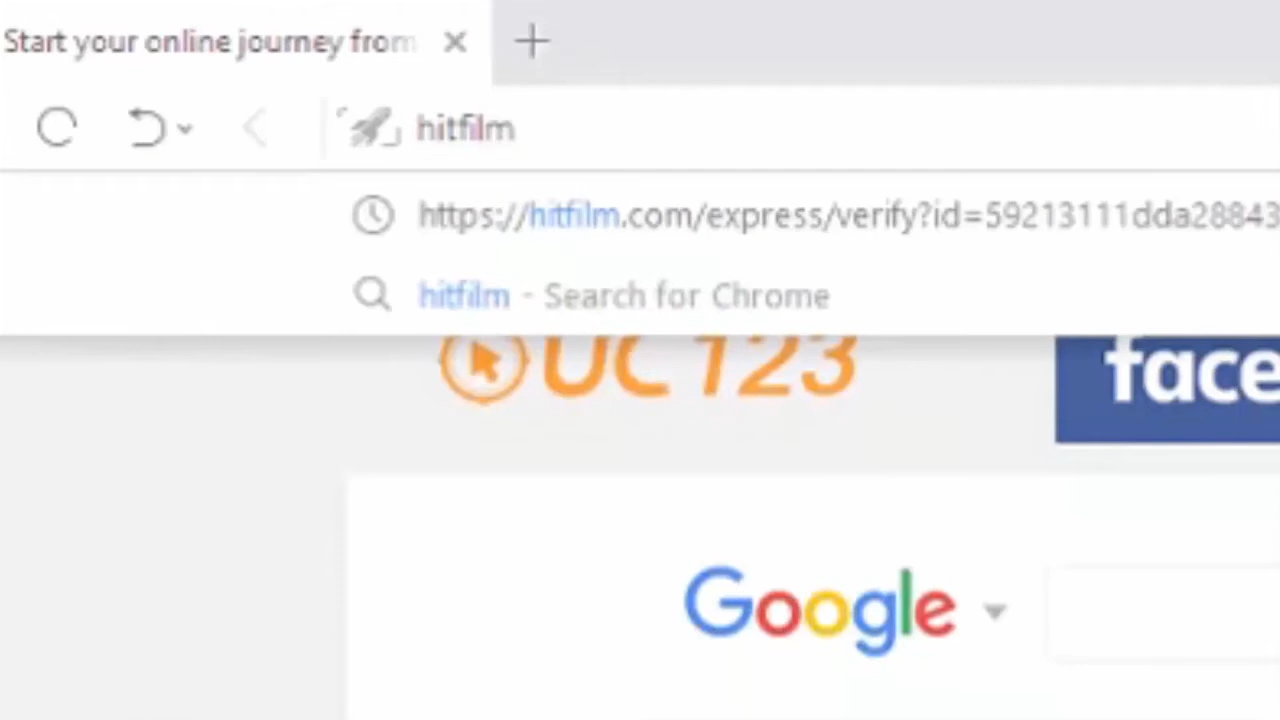 Start your online journey from
hitfilm
https://hitfilm.com/express/verify?id=59213111dda28843
hitfilm - Search for Chrome
UC123
face
Google